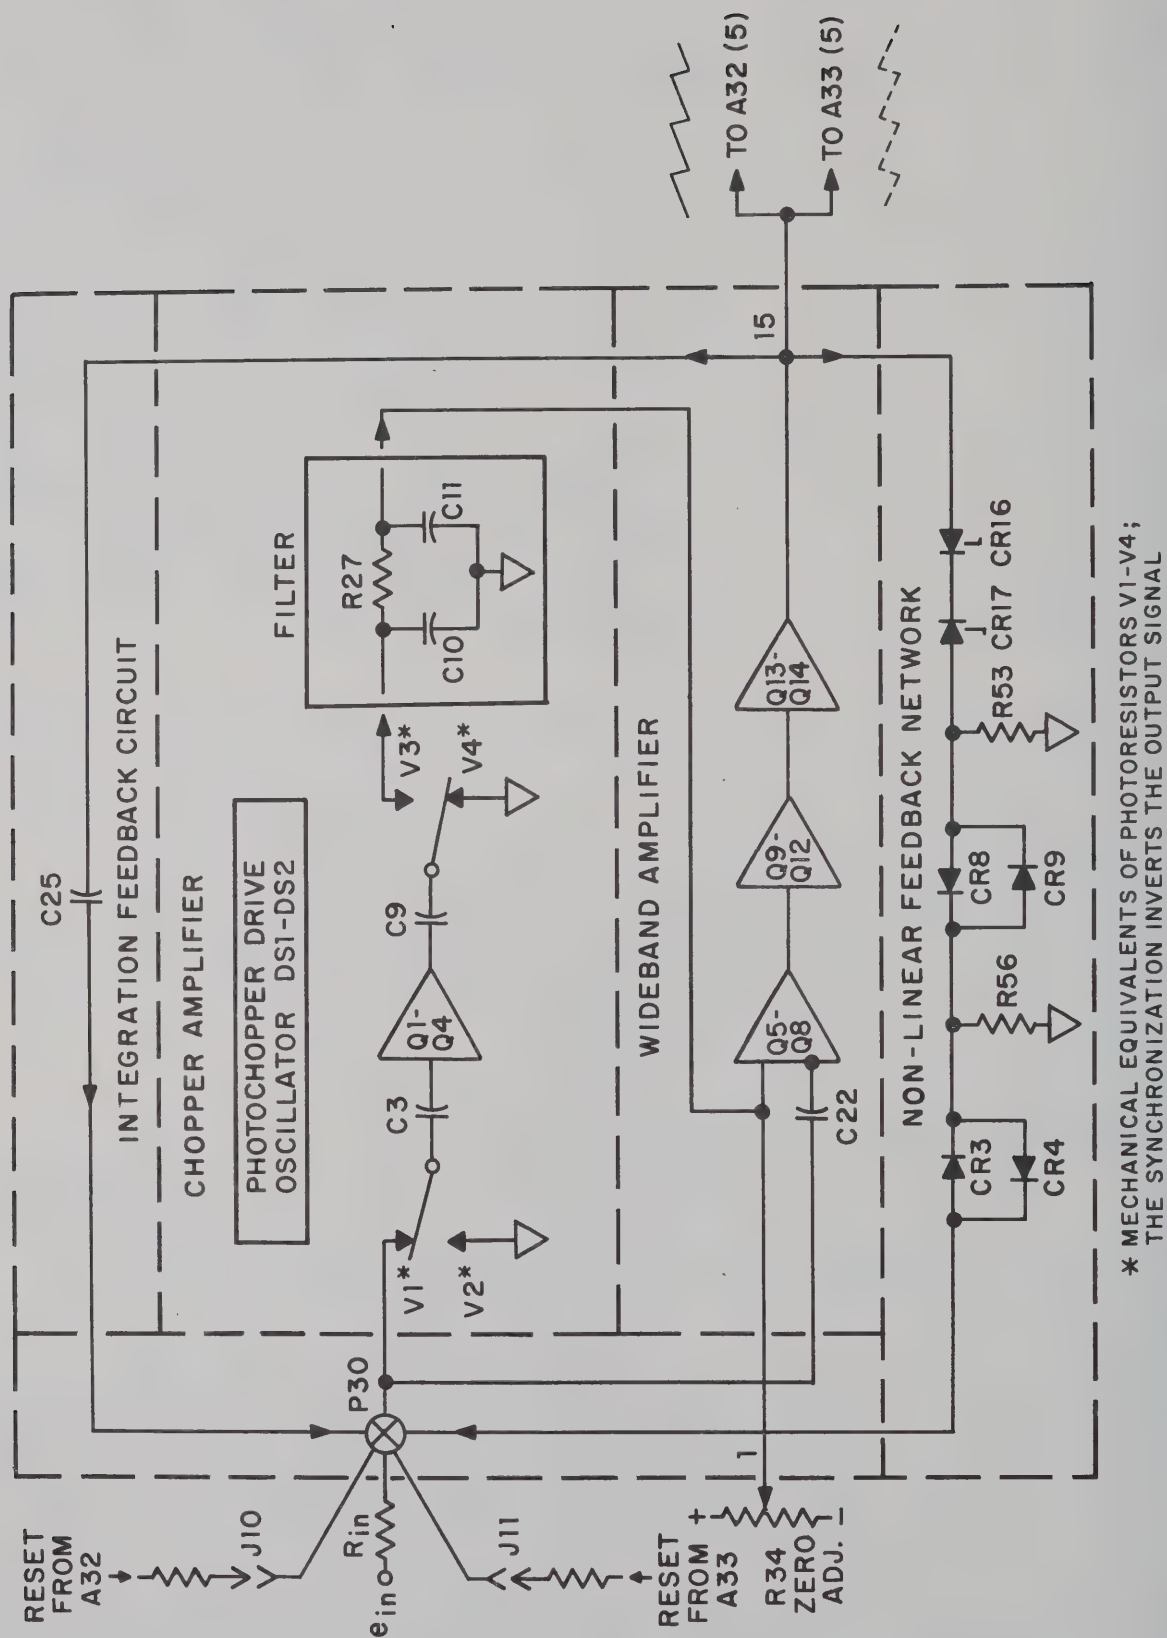 RESET
FROM
A32
J10
ein
Rin
J11
RESET
FROM
A33
+
R34
ZERO
ADJ.
−
P30
1
C25
INTEGRATION FEEDBACK CIRCUIT
CHOPPER AMPLIFIER
PHOTOCHOPPER DRIVE
OSCILLATOR DS1-DS2
V1*
V2*
C3
Q1-
Q4
C9
V3*
V4*
FILTER
R27
C10
C11
WIDEBAND AMPLIFIER
Q5-
Q8
C22
Q9-
Q12
Q13-
Q14
15
TO A32 (5)
TO A33 (5)
NON-LINEAR FEEDBACK NETWORK
CR3
CR4
R56
CR8
CR9
R53 CR17 CR16
* MECHANICAL EQUIVALENTS OF PHOTORESISTORS V1-V4;
THE SYNCHRONIZATION INVERTS THE OUTPUT SIGNAL